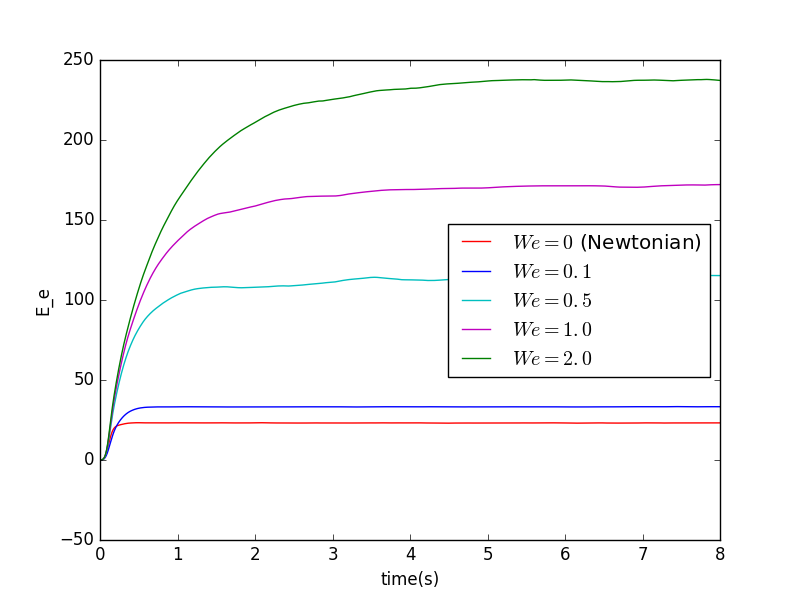 250
200
150
100
50
0
−50
E_e
0 1 2 3 4 5 6 7 8
time(s)
We = 0 (Newtonian)
We = 0.1
We = 0.5
We = 1.0
We = 2.0